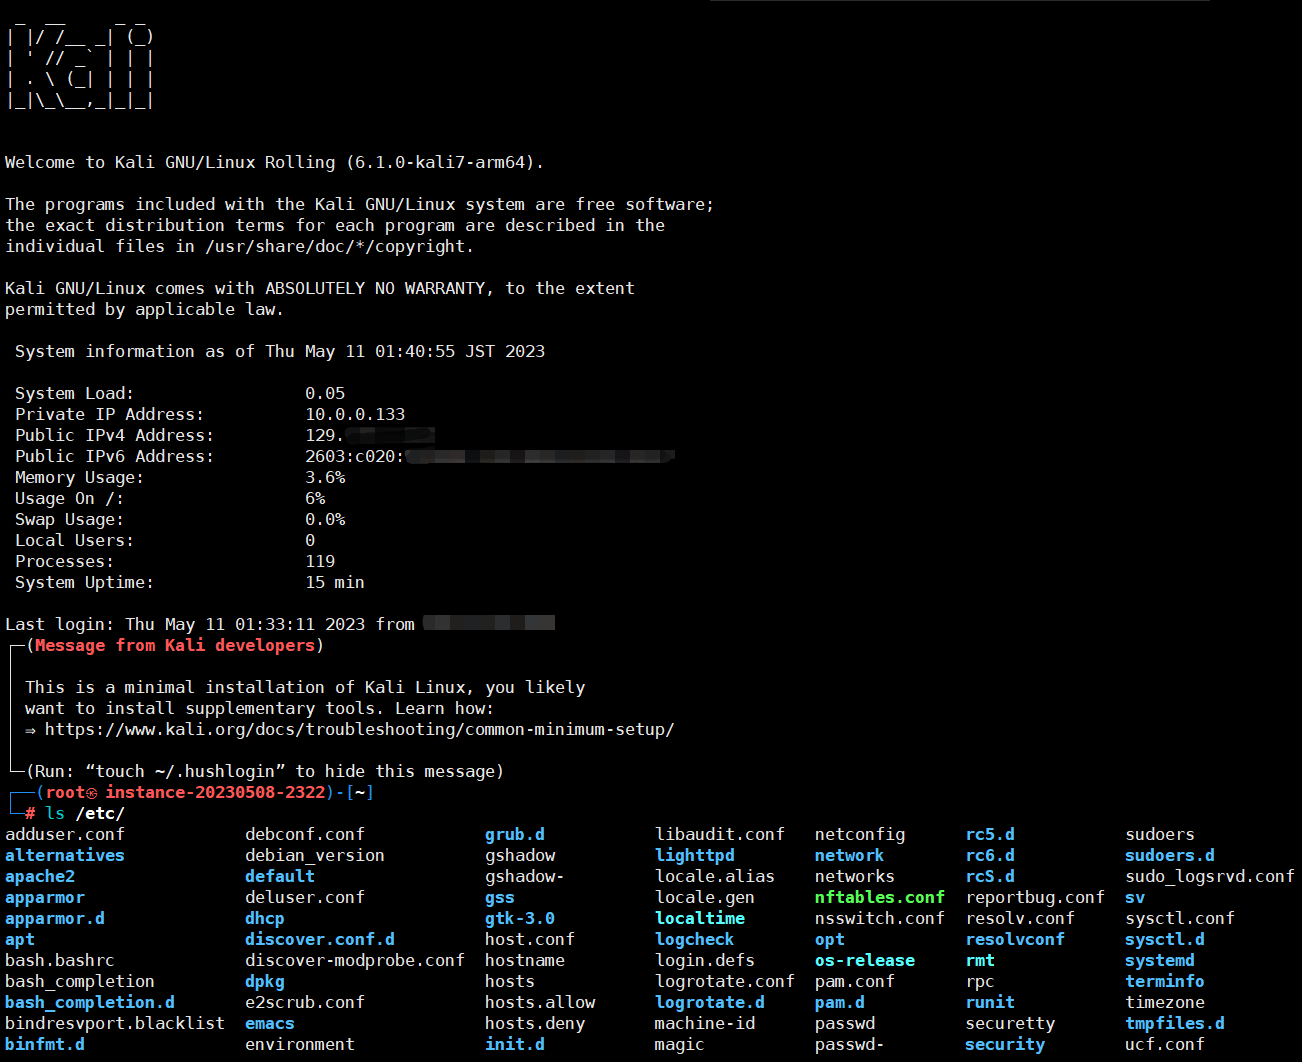 Kali
Welcome to Kali GNU/Linux Rolling (6.1.0-kali7-arm64).
The programs included with the Kali GNU/Linux system are free software;
the exact distribution terms for each program are described in the
individual files in /usr/share/doc/*/copyright.
Kali GNU/Linux comes with ABSOLUTELY NO WARRANTY, to the extent
permitted by applicable law.
System information as of Thu May 11 01:40:55 JST 2023
System Load: 0.05
Private IP Address: 10.0.0.133
Public IPv4 Address: 129.
Public IPv6 Address: 2603:c020:
Memory Usage: 3.6%
Usage On /: 6%
Swap Usage: 0.0%
Local Users: 0
Processes: 119
System Uptime: 15 min
Last login: Thu May 11 01:33:11 2023 from
┌─(Message from Kali developers)
This is a minimal installation of Kali Linux, you likely
want to install supplementary tools. Learn how:
⇒ https://www.kali.org/docs/troubleshooting/common-minimum-setup/
└─(Run: “touch ~/.hushlogin” to hide this message)
┌──(root㉿ instance-20230508-2322)-[~]
└─# ls /etc/
adduser.conf debconf.conf grub.d libaudit.conf netconfig rc5.d sudoers
alternatives debian_version gshadow lighttpd network rc6.d sudoers.d
apache2 default gshadow- locale.alias networks rcS.d sudo_logsrvd.conf
apparmor deluser.conf gss locale.gen nftables.conf reportbug.conf sv
apparmor.d dhcp gtk-3.0 localtime nsswitch.conf resolv.conf sysctl.conf
apt discover.conf.d host.conf logcheck opt resolvconf sysctl.d
bash.bashrc discover-modprobe.conf hostname login.defs os-release rmt systemd
bash_completion dpkg hosts logrotate.conf pam.conf rpc terminfo
bash_completion.d e2scrub.conf hosts.allow logrotate.d pam.d runit timezone
bindresvport.blacklist emacs hosts.deny machine-id passwd securetty tmpfiles.d
binfmt.d environment init.d magic passwd- security ucf.conf